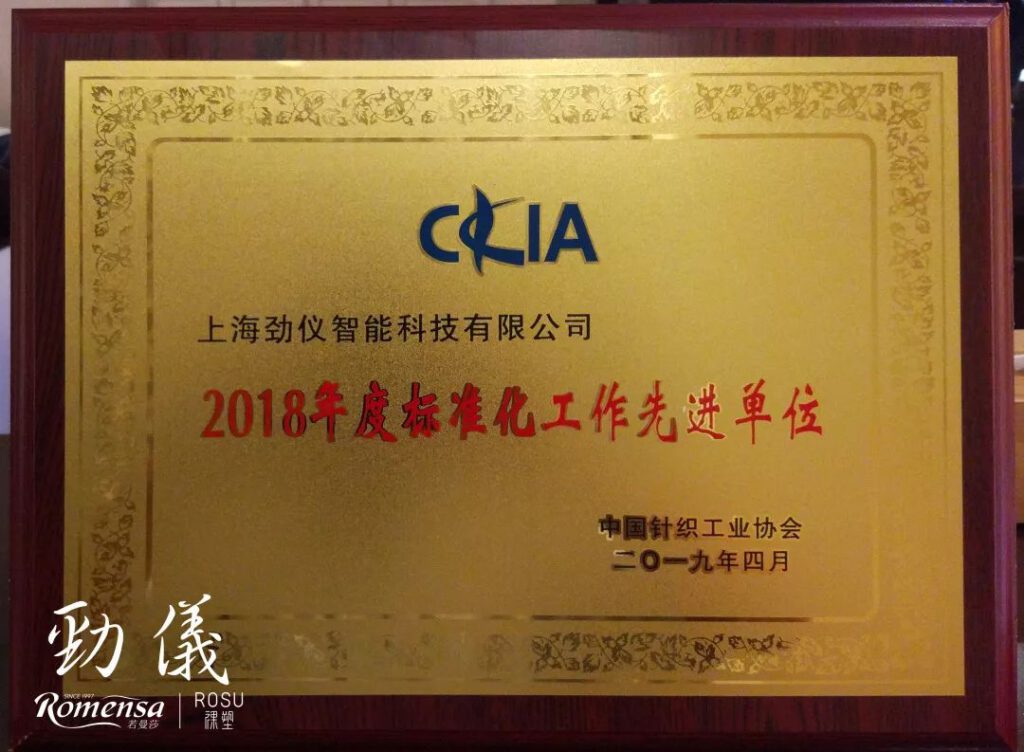 CKIA
上海劲仪智能科技有限公司
2018年度标准化工作先进单位
中国针织工业协会
二〇一九年四月
勁儀
SINCE 1997
Romensa
若曼莎
ROSU
裸塑